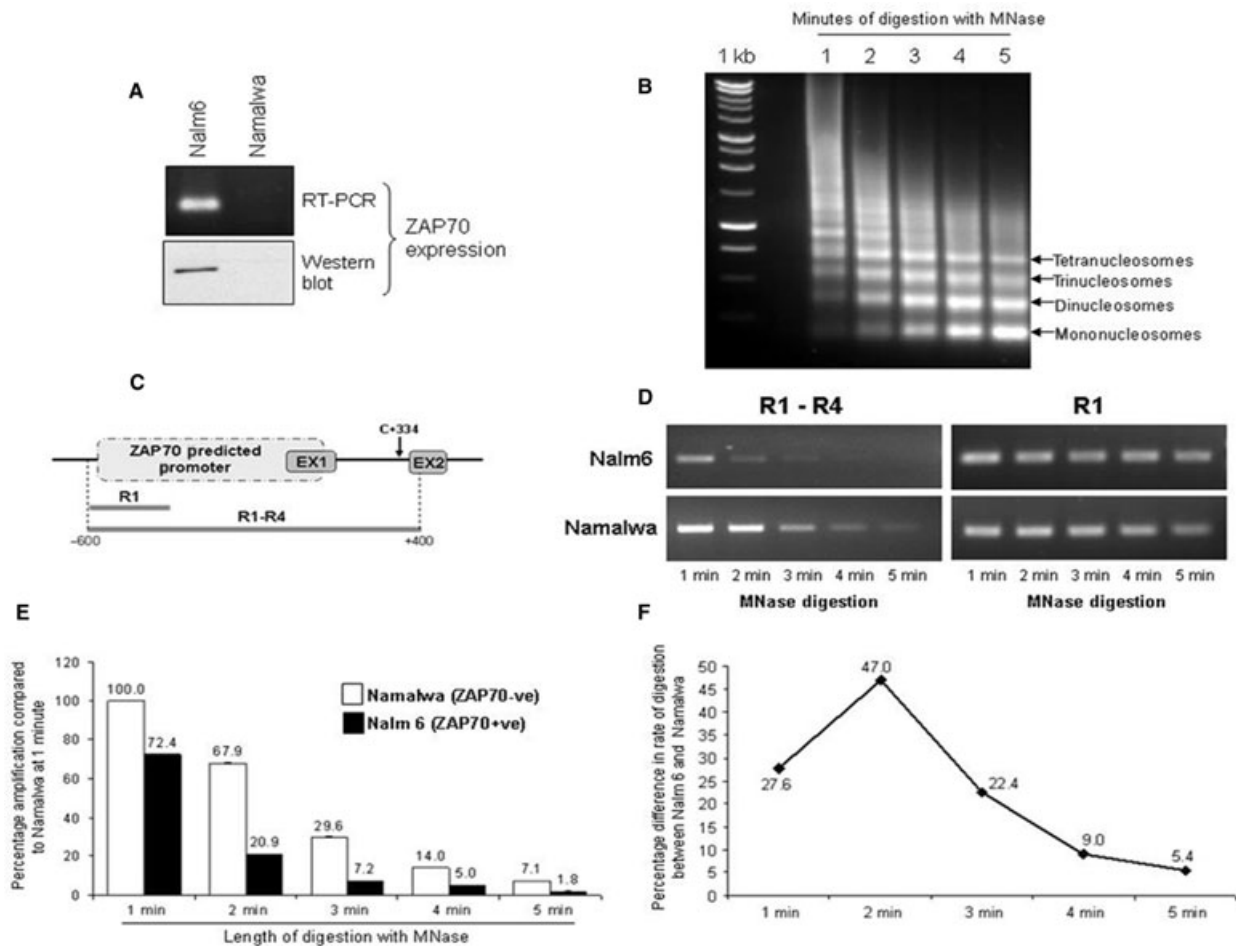 A
Nalm6
Namalwa
RT-PCR
Western
blot
ZAP70
expression
Minutes of digestion with MNase
1 kb 1 2 3 4 5
B
Tetranucleosomes
Trinucleosomes
Dinucleosomes
Mononucleosomes
C
C+334
ZAP70 predicted
promoter
EX1
EX2
R1
R1-R4
–600
+400
D
R1 - R4
R1
Nalm6
Namalwa
1 min 2 min 3 min 4 min 5 min
1 min 2 min 3 min 4 min 5 min
MNase digestion
MNase digestion
E
Percentage amplification compared
to Namalwa at 1 minute
120
100
80
60
40
20
0
100.0
72.4
67.9
20.9
29.6
7.2
14.0
5.0
7.1
1.8
Namalwa (ZAP70-ve)
Nalm 6 (ZAP70+ve)
1 min 2 min 3 min 4 min 5 min
Length of digestion with MNase
F
Percentage difference in rate of digestion
between Nalm 6 and Namalwa
50
45
40
35
30
25
20
15
10
5
0
27.6
47.0
22.4
9.0
5.4
1 min 2 min 3 min 4 min 5 min